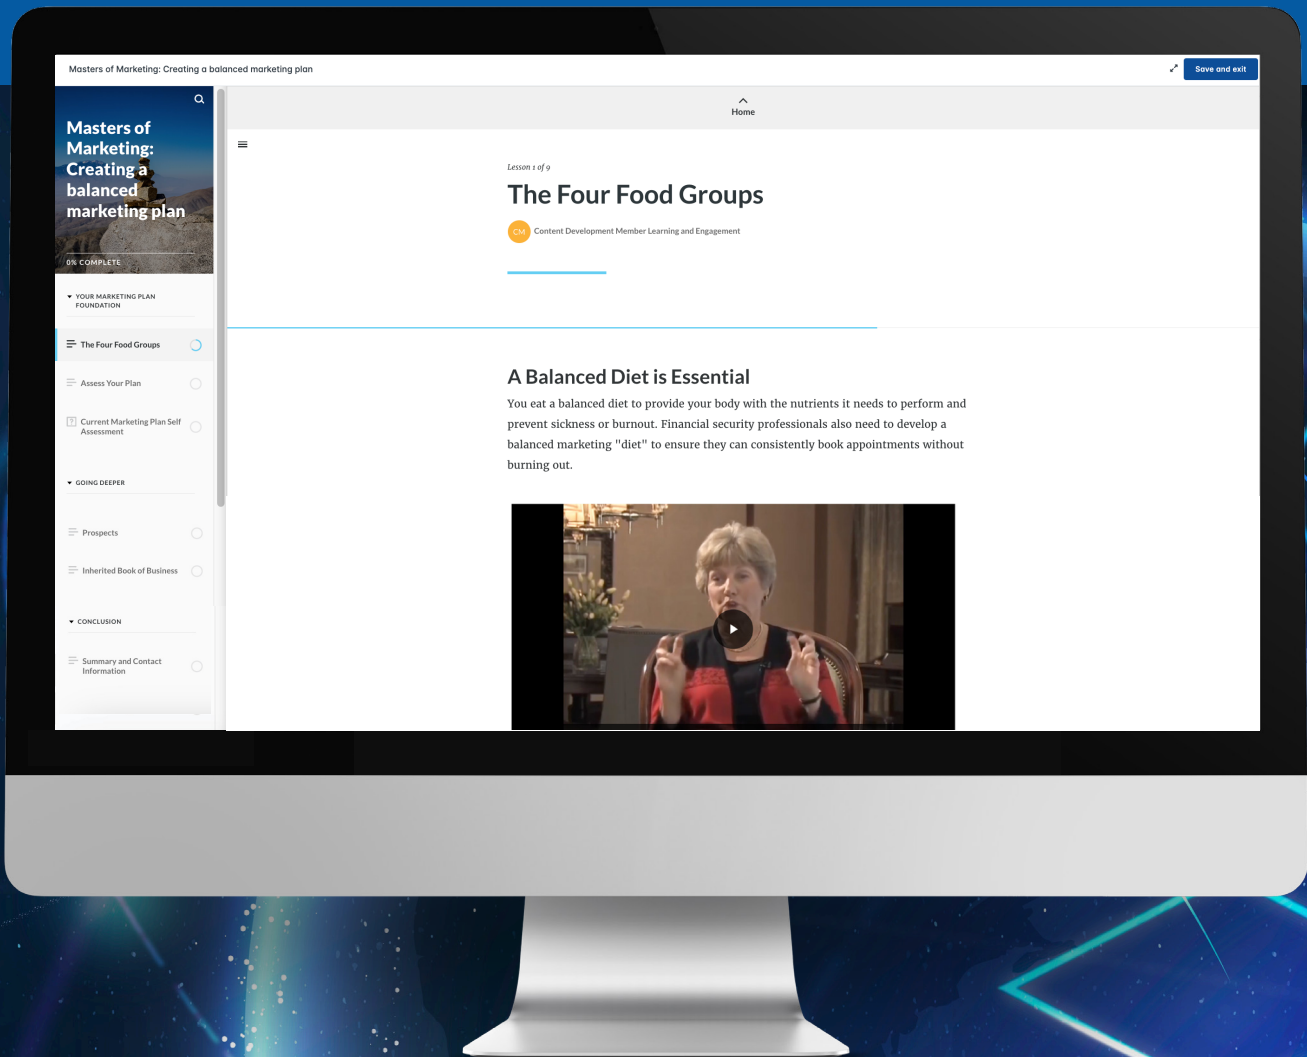 Masters of Marketing: Creating a balanced marketing plan
Save and exit
Masters of
Marketing:
Creating a
balanced
marketing plan
0% COMPLETE
YOUR MARKETING PLAN
FOUNDATION
The Four Food Groups
Assess Your Plan
Current Marketing Plan Self
Assessment
GOING DEEPER
Prospects
Inherited Book of Business
CONCLUSION
Summary and Contact
Information
Home
Lesson 1 of 9
The Four Food Groups
CM
Content Development Member Learning and Engagement
A Balanced Diet is Essential
You eat a balanced diet to provide your body with the nutrients it needs to perform and
prevent sickness or burnout. Financial security professionals also need to develop a
balanced marketing "diet" to ensure they can consistently book appointments without
burning out.